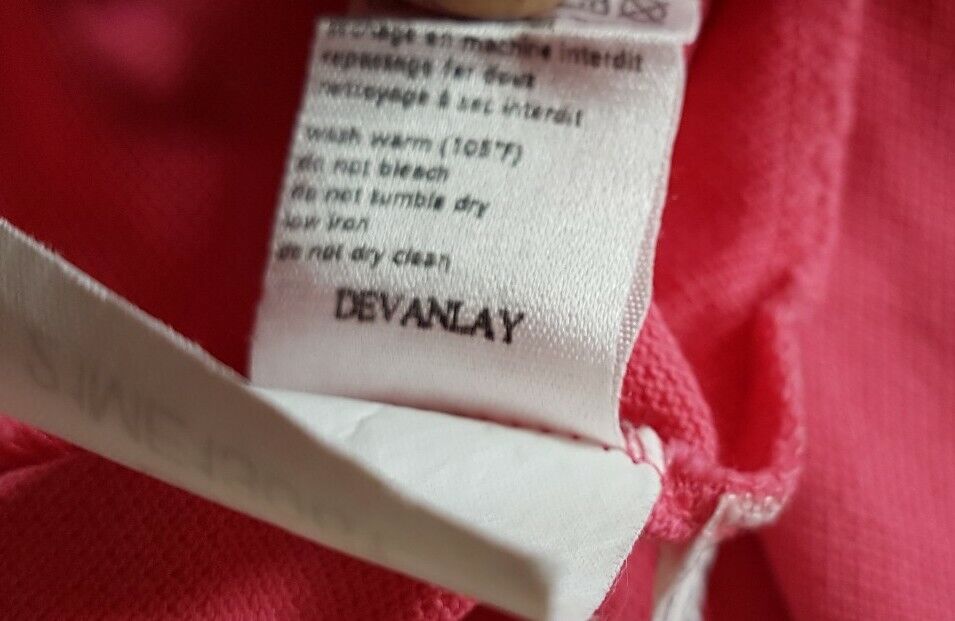 séchage en machine interdit
repassage fer doux
nettoyage à sec interdit
wash warm (105°F)
do not bleach
do not tumble dry
low iron
do not dry clean
DEVANLAY